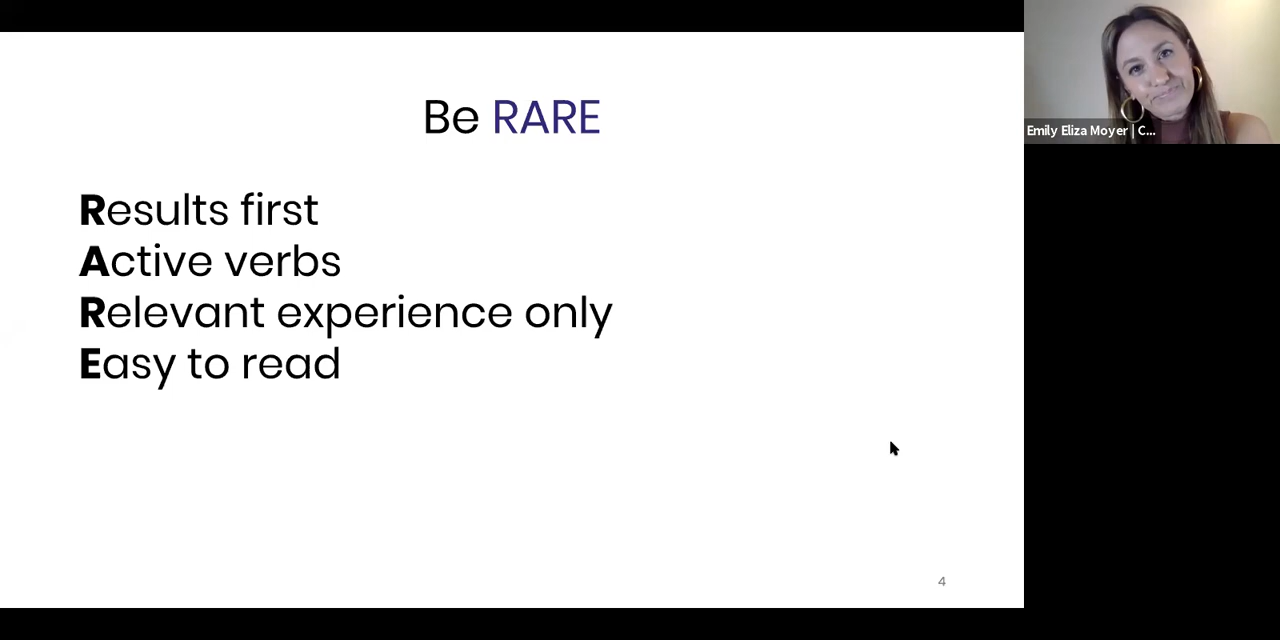 Be RARE
Results first
Active verbs
Relevant experience only
Easy to read
4
Emily Eliza Moyer | C...